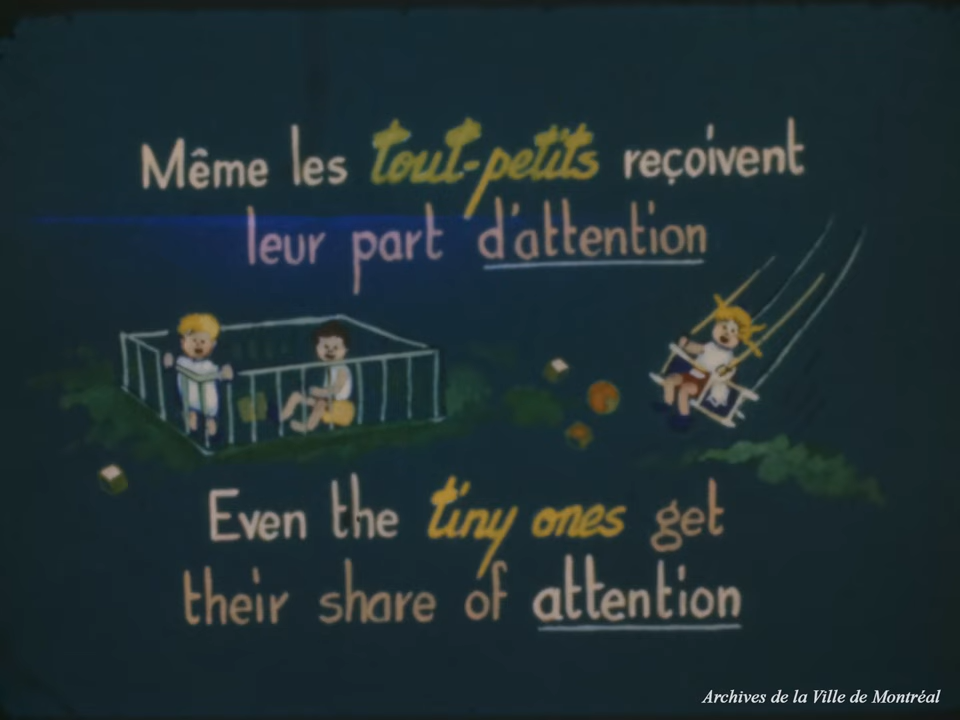 Même les tout-petits reçoivent
leur part d'attention
Even the tiny ones get
their share of attention
Archives de la Ville de Montréal